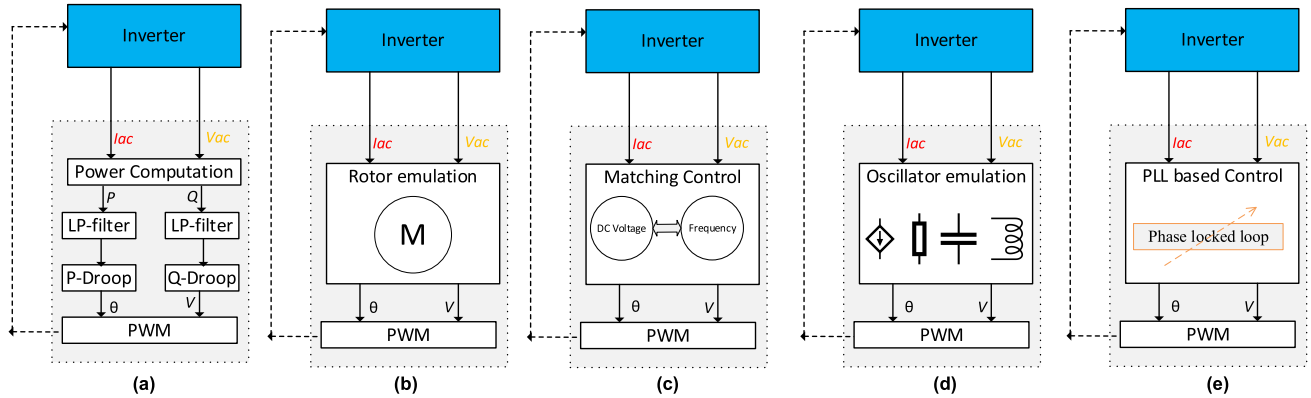 Inverter
Iac
Vac
Power Computation
P
Q
LP-filter
LP-filter
P-Droop
Q-Droop
θ
V
PWM
(a)
Inverter
Iac
Vac
Rotor emulation
M
θ
V
PWM
(b)
Inverter
Iac
Vac
Matching Control
DC Voltage
Frequency
θ
V
PWM
(c)
Inverter
Iac
Vac
Oscillator emulation
θ
V
PWM
(d)
Inverter
Iac
Vac
PLL based Control
Phase locked loop
θ
V
PWM
(e)